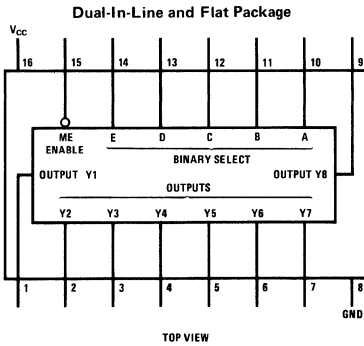 Dual-In-Line and Flat Package
VCC
16 15 14 13 12 11 10 9
ME E D C B A
ENABLE
BINARY SELECT
OUTPUT Y1 OUTPUT Y8
OUTPUTS
Y2 Y3 Y4 Y5 Y6 Y7
1 2 3 4 5 6 7 8
GND
TOP VIEW